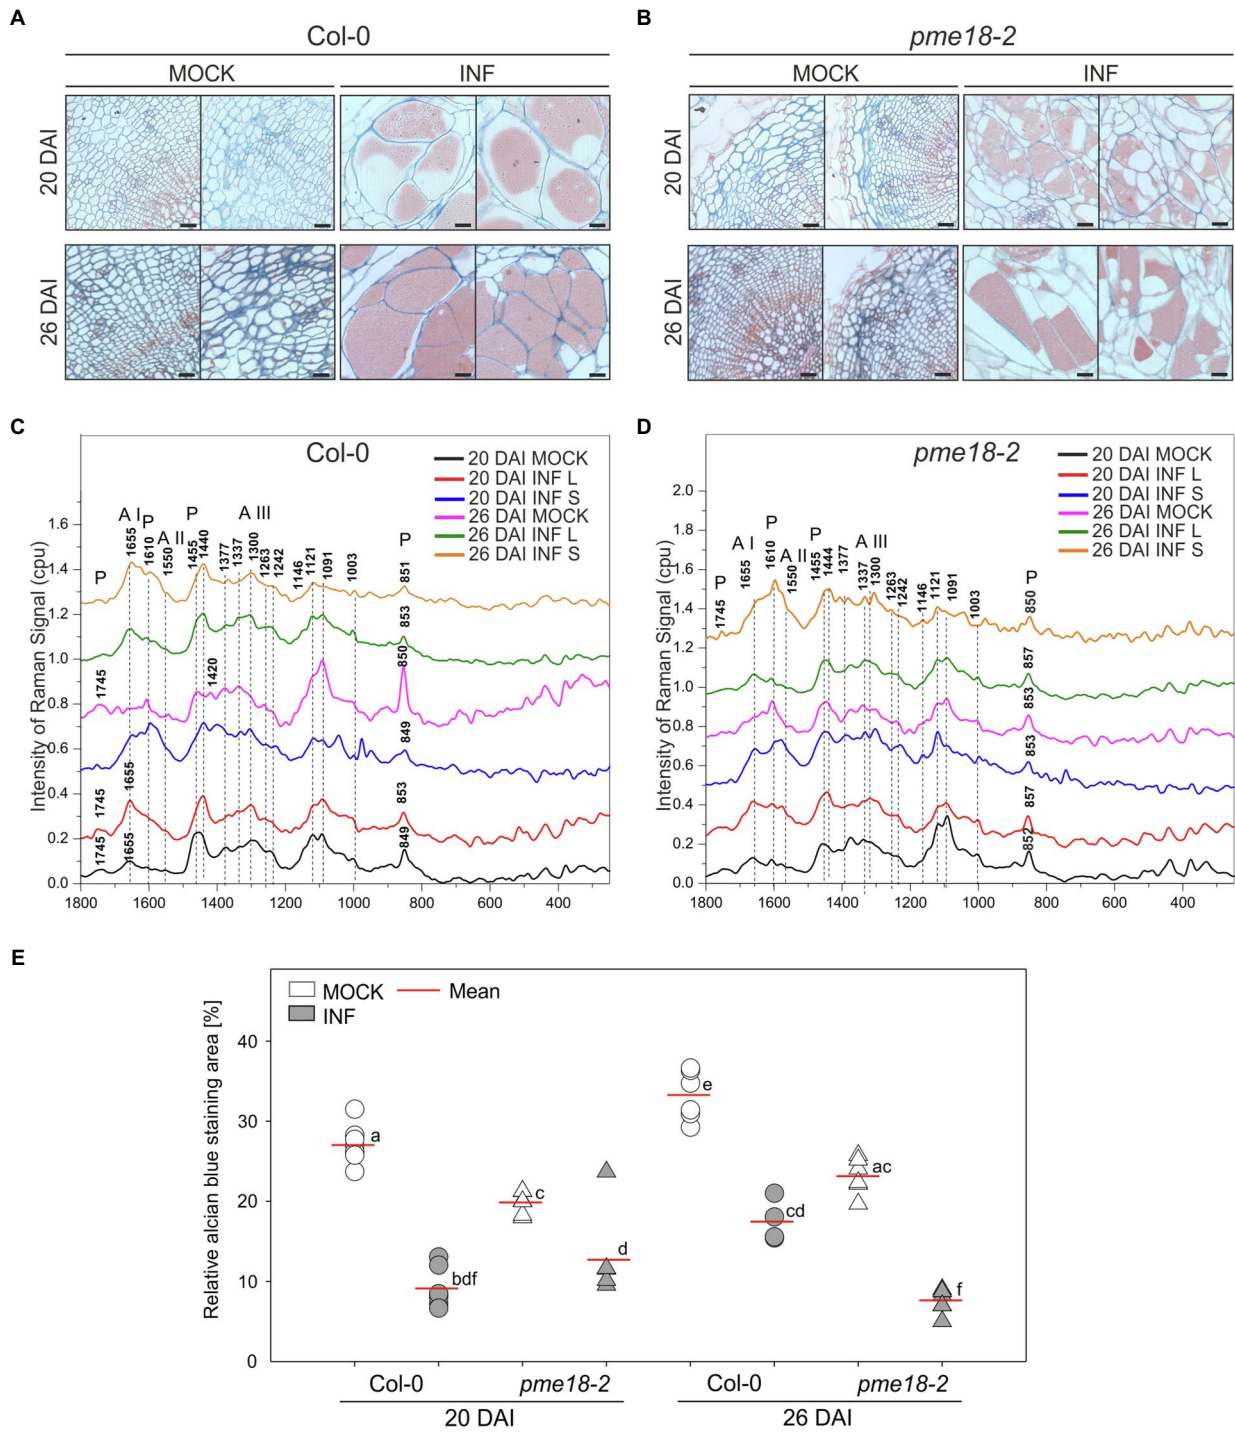 A
B
Col-0
pme18-2
MOCK
INF
MOCK
INF
20 DAI
20 DAI
26 DAI
26 DAI
C
D
Col-0
20 DAI MOCK
20 DAI INF L
20 DAI INF S
26 DAI MOCK
26 DAI INF L
26 DAI INF S
Intensity of Raman Signal (cpu)
1.6
1.4
1.2
1.0
0.8
0.6
0.4
0.2
0.0
1800 1600 1400 1200 1000 800 600 400
P A I P A II P A III P
1655 1610 1550 1455 1440 1377 1337 1300 1263 1242 1146 1121 1091 1003 851
853
1745 1420 850
849
1745 1655 853
1745 1655 849
pme18-2
20 DAI MOCK
20 DAI INF L
20 DAI INF S
26 DAI MOCK
26 DAI INF L
26 DAI INF S
Intensity of Raman Signal (cpu)
2.0
1.8
1.6
1.4
1.2
1.0
0.8
0.6
0.4
0.2
0.0
1800 1600 1400 1200 1000 800 600 400
P A I P A II P A III P
1745 1655 1610 1550 1455 1444 1377 1337 1300 1263 1242 1146 1121 1091 1003 850
857
853
853
857
852
E
MOCK
INF
Mean
Relative alcian blue staining area [%]
40
30
20
10
0
a
bdf
c
d
e
cd
ac
f
Col-0 pme18-2 Col-0 pme18-2
20 DAI 26 DAI